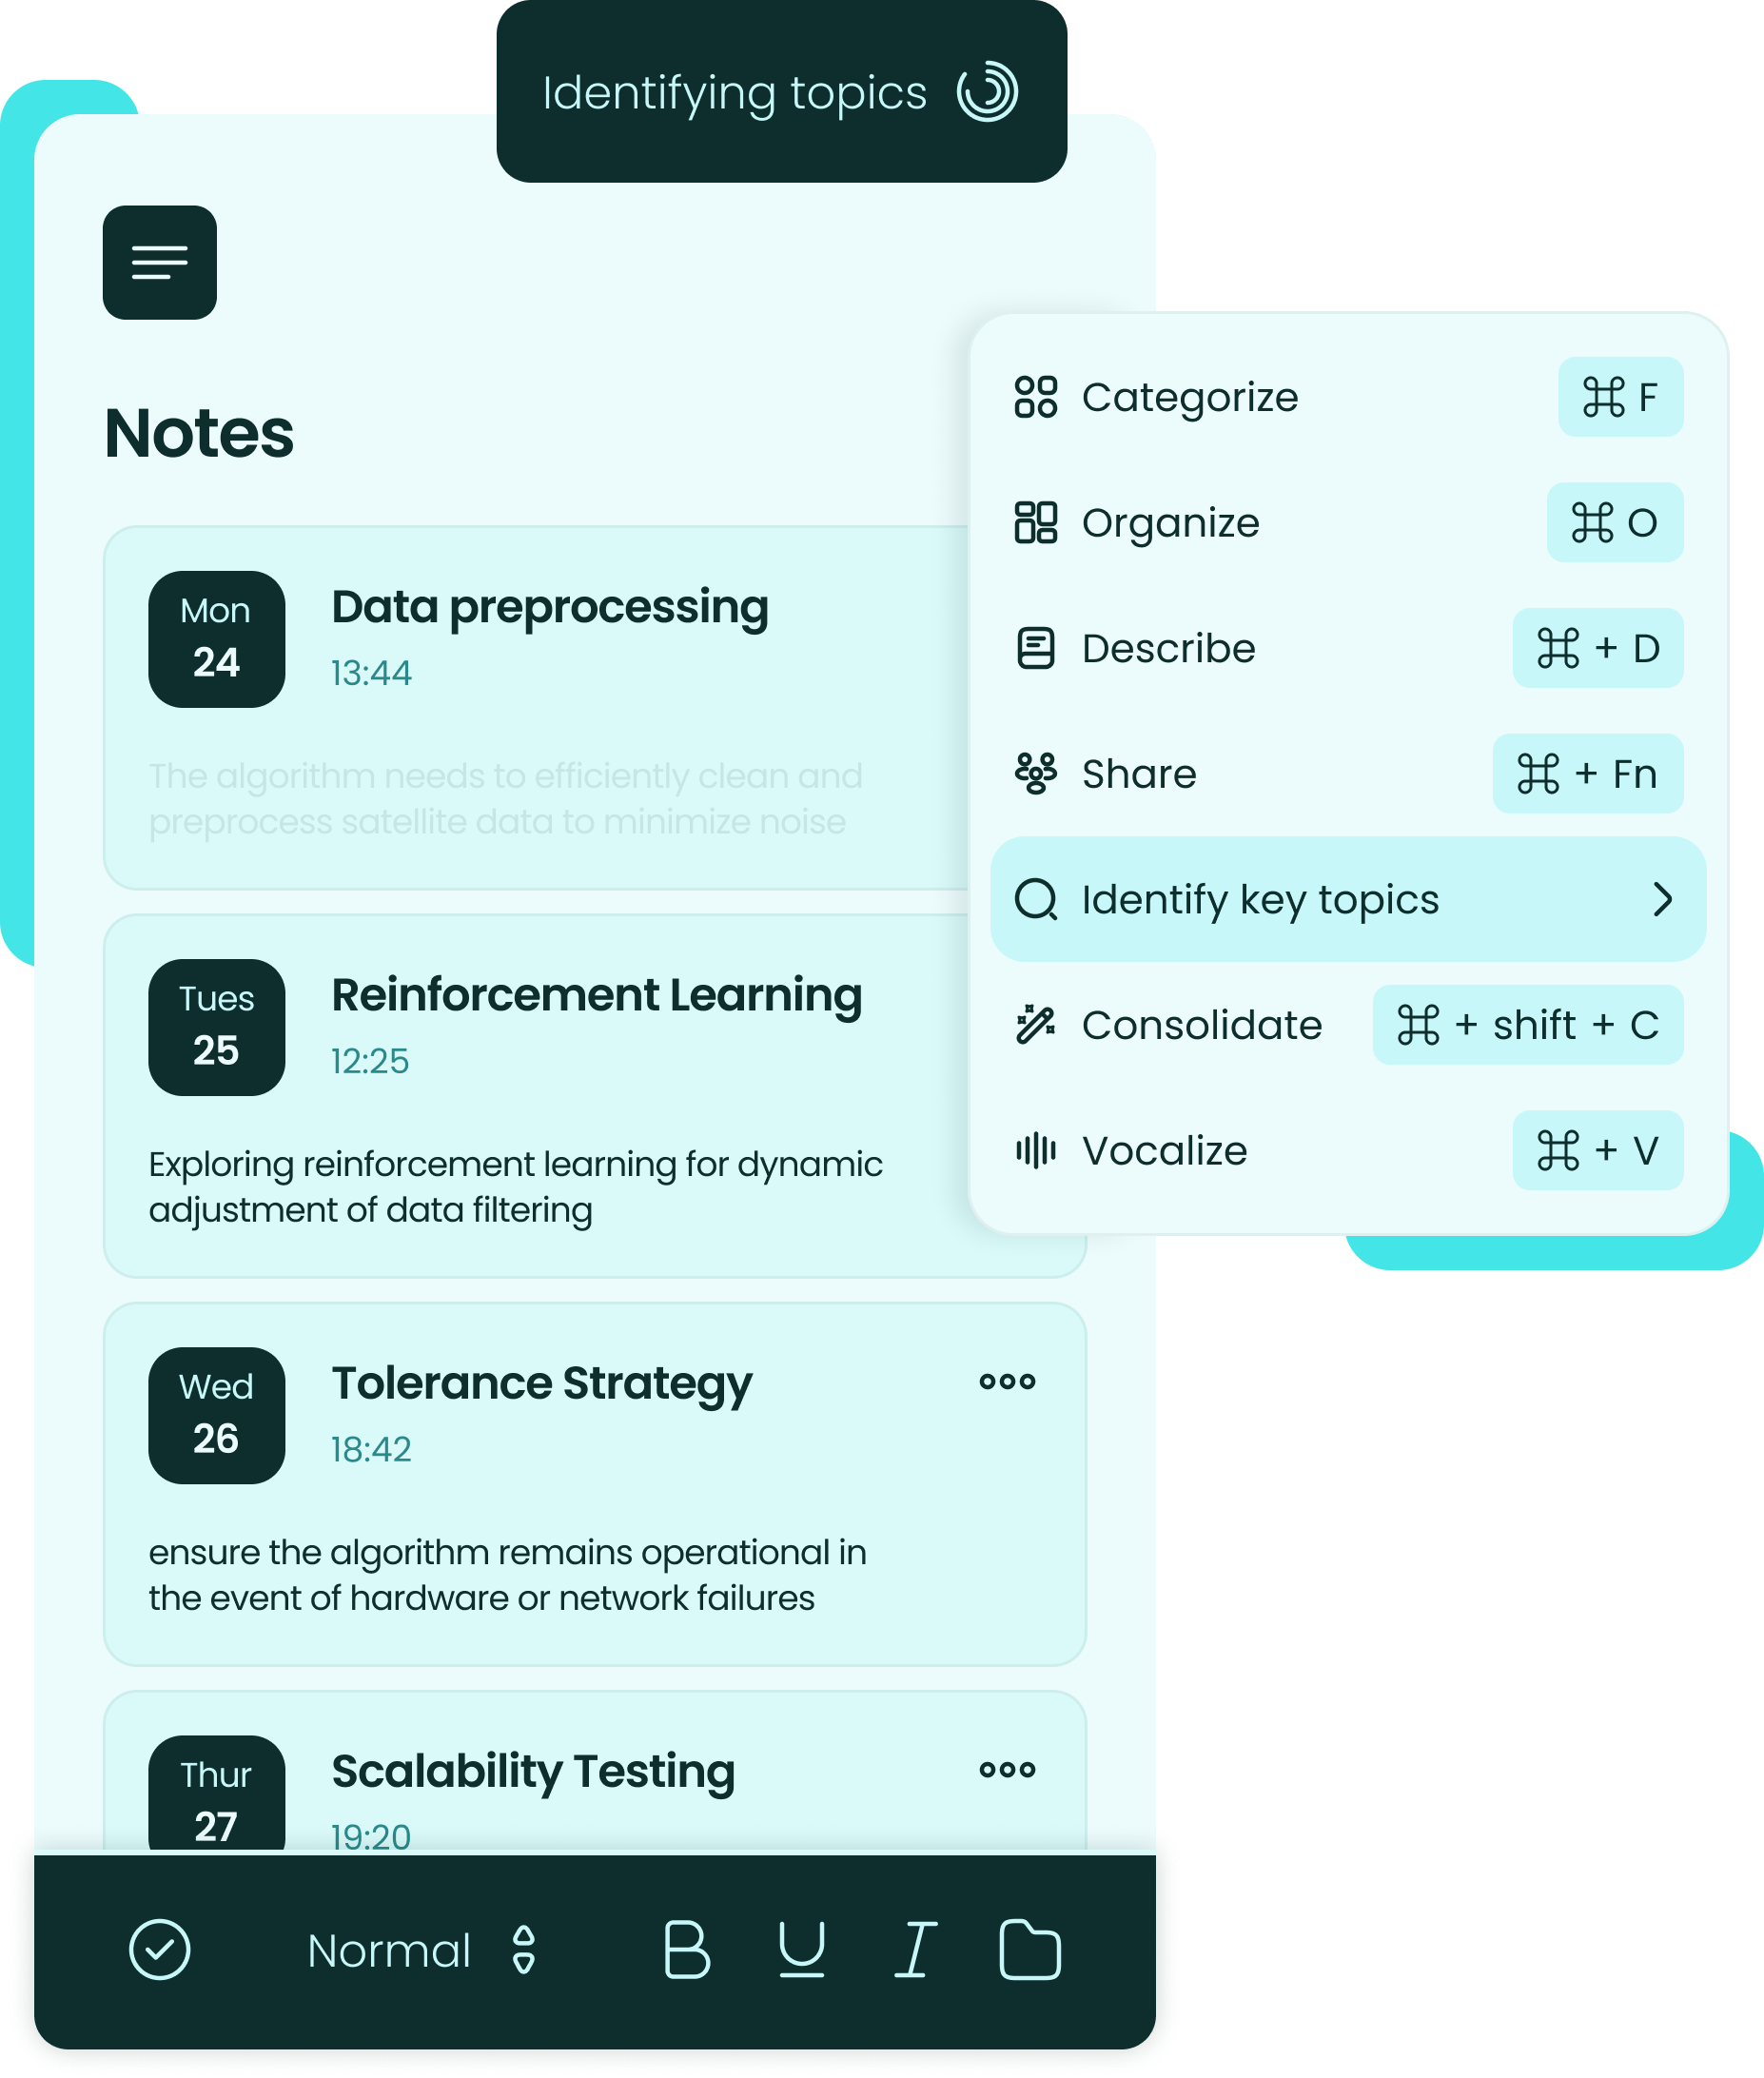 Identifying topics
Notes
Mon
24
Data preprocessing
13:44
The algorithm needs to efficiently clean and
preprocess satellite data to minimize noise
Tues
25
Reinforcement Learning
12:25
Exploring reinforcement learning for dynamic
adjustment of data filtering
Wed
26
Tolerance Strategy
18:42
ensure the algorithm remains operational in
the event of hardware or network failures
Thur
27
Scalability Testing
19:20
Categorize ⌘ F
Organize ⌘ O
Describe ⌘ + D
Share ⌘ + Fn
Identify key topics
Consolidate ⌘ + shift + C
Vocalize ⌘ + V
Normal B U I